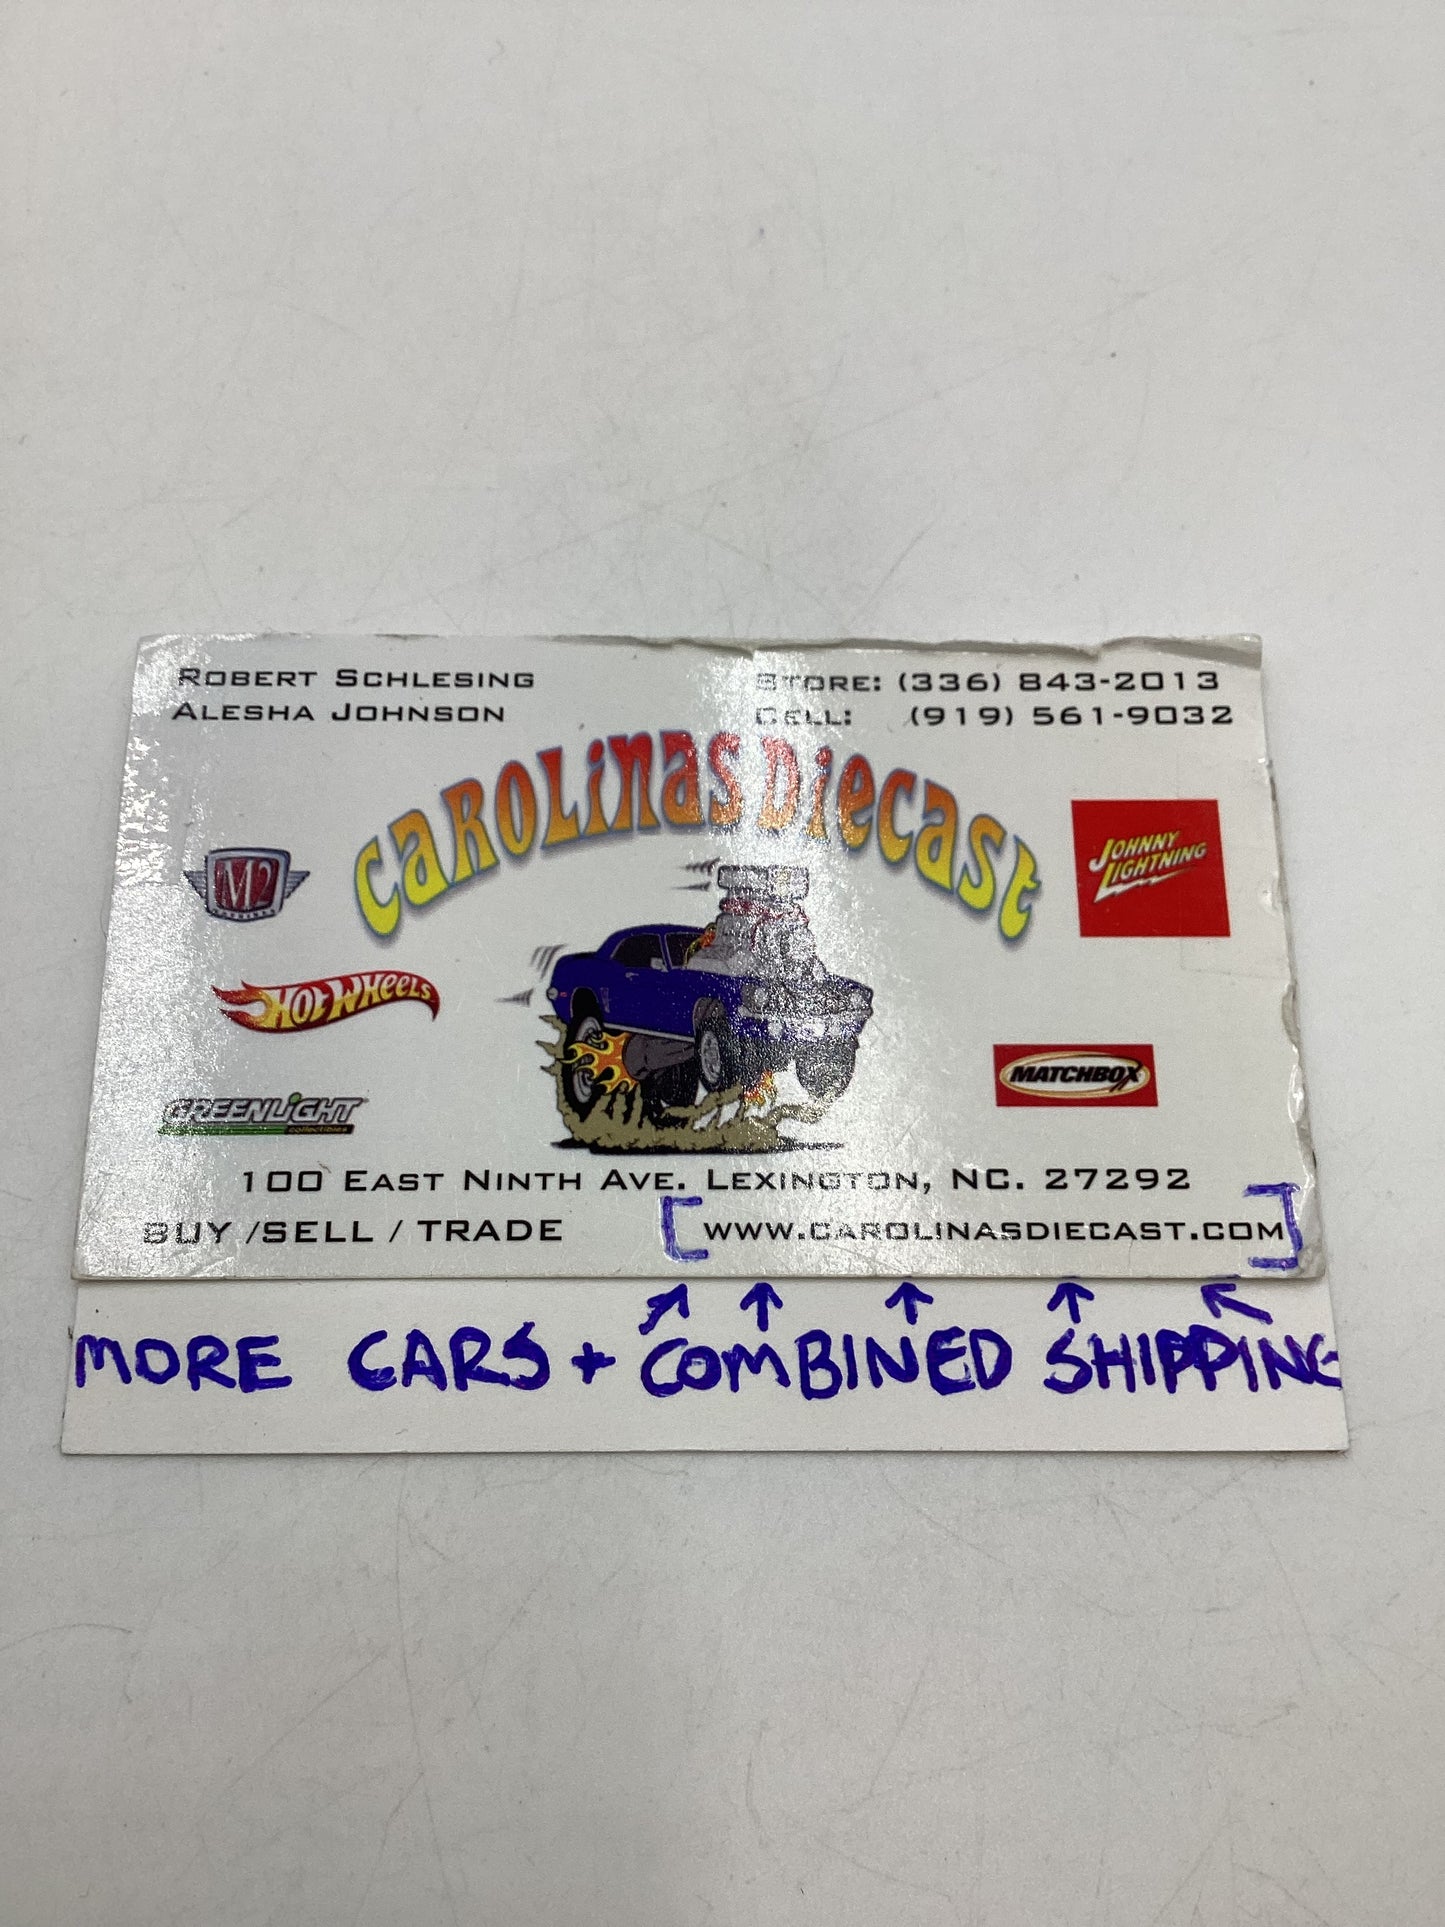 ROBERT SCHLESING
ALESHA JOHNSON
STORE: (336) 843-2013
CELL: (919) 561-9032
CAROLINAS DIECAST
M2
MACHINES
JOHNNY
LIGHTNING
HOT WHEELS
MATCHBOX
GREENLIGHT
collectibles
100 EAST NINTH AVE. LEXINGTON, NC. 27292
BUY /SELL / TRADE
[WWW.CAROLINASDIECAST.COM]
MORE CARS + COMBINED SHIPPING